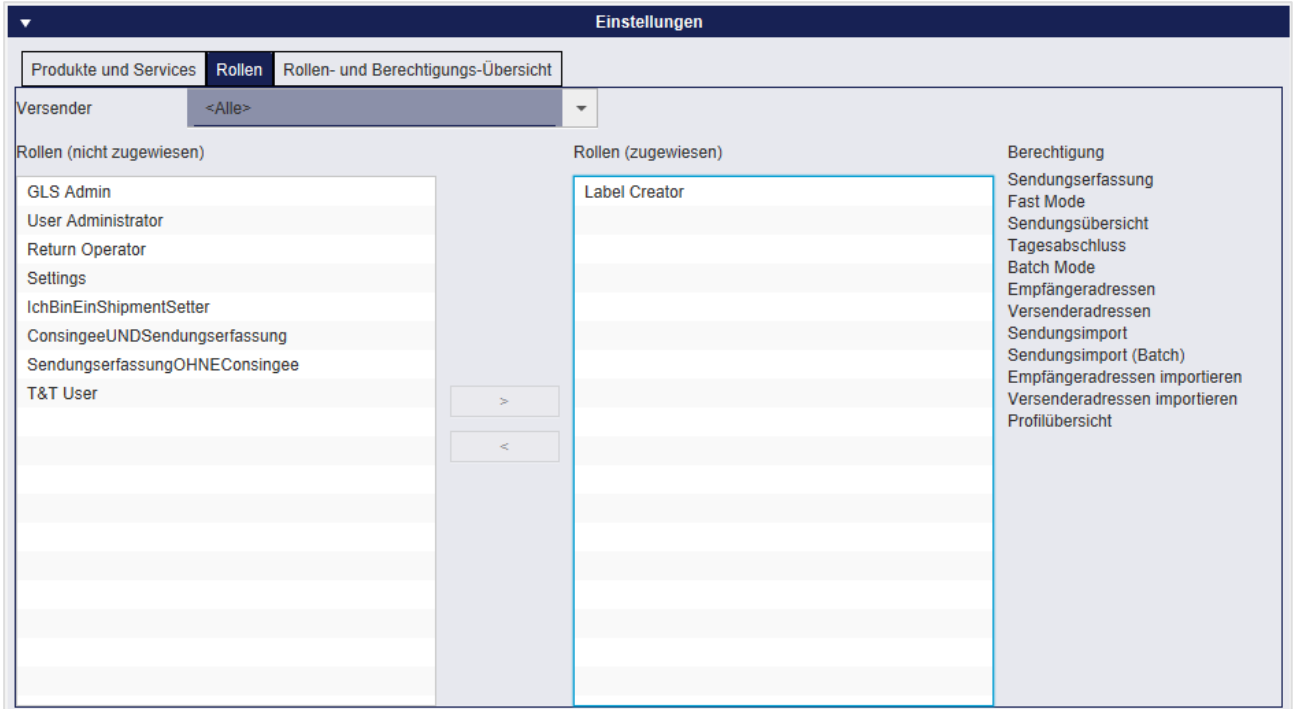 Einstellungen
Produkte und Services Rollen Rollen- und Berechtigungs-Übersicht
Versender <Alle>
Rollen (nicht zugewiesen)
GLS Admin
User Administrator
Return Operator
Settings
IchBinEinShipmentSetter
ConsingeeUNDSendungserfassung
SendungserfassungOHNEConsingee
T&T User
>
<
Rollen (zugewiesen)
Label Creator
Berechtigung
Sendungserfassung
Fast Mode
Sendungsübersicht
Tagesabschluss
Batch Mode
Empfängeradressen
Versenderadressen
Sendungsimport
Sendungsimport (Batch)
Empfängeradressen importieren
Versenderadressen importieren
Profilübersicht